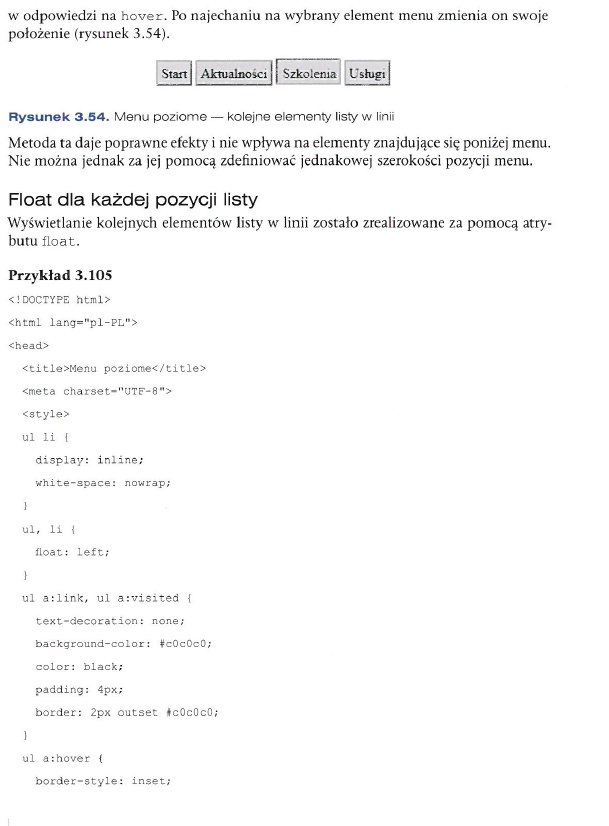 w odpowiedzi na hover. Po najechaniu na wybrany element menu zmienia on swoje
położenie (rysunek 3.54).
Start Aktualności Szkolenia Usługi
Rysunek 3.54. Menu poziome — kolejne elementy listy w linii
Metoda ta daje poprawne efekty i nie wpływa na elementy znajdujące się poniżej menu.
Nie można jednak za jej pomocą zdefiniować jednakowej szerokości pozycji menu.
Float dla każdej pozycji listy
Wyświetlanie kolejnych elementów listy w linii zostało zrealizowane za pomocą atry-
butu float.
Przykład 3.105
<!DOCTYPE html>
<html lang="pl-PL">
<head>
<title>Menu poziome</title>
<meta charset="UTF-8">
<style>
ul li {
display: inline;
white-space: nowrap;
}
ul, li {
float: left;
}
ul a:link, ul a:visited {
text-decoration: none;
background-color: #c0c0c0;
color: black;
padding: 4px;
border: 2px outset #c0c0c0;
}
ul a:hover {
border-style: inset;